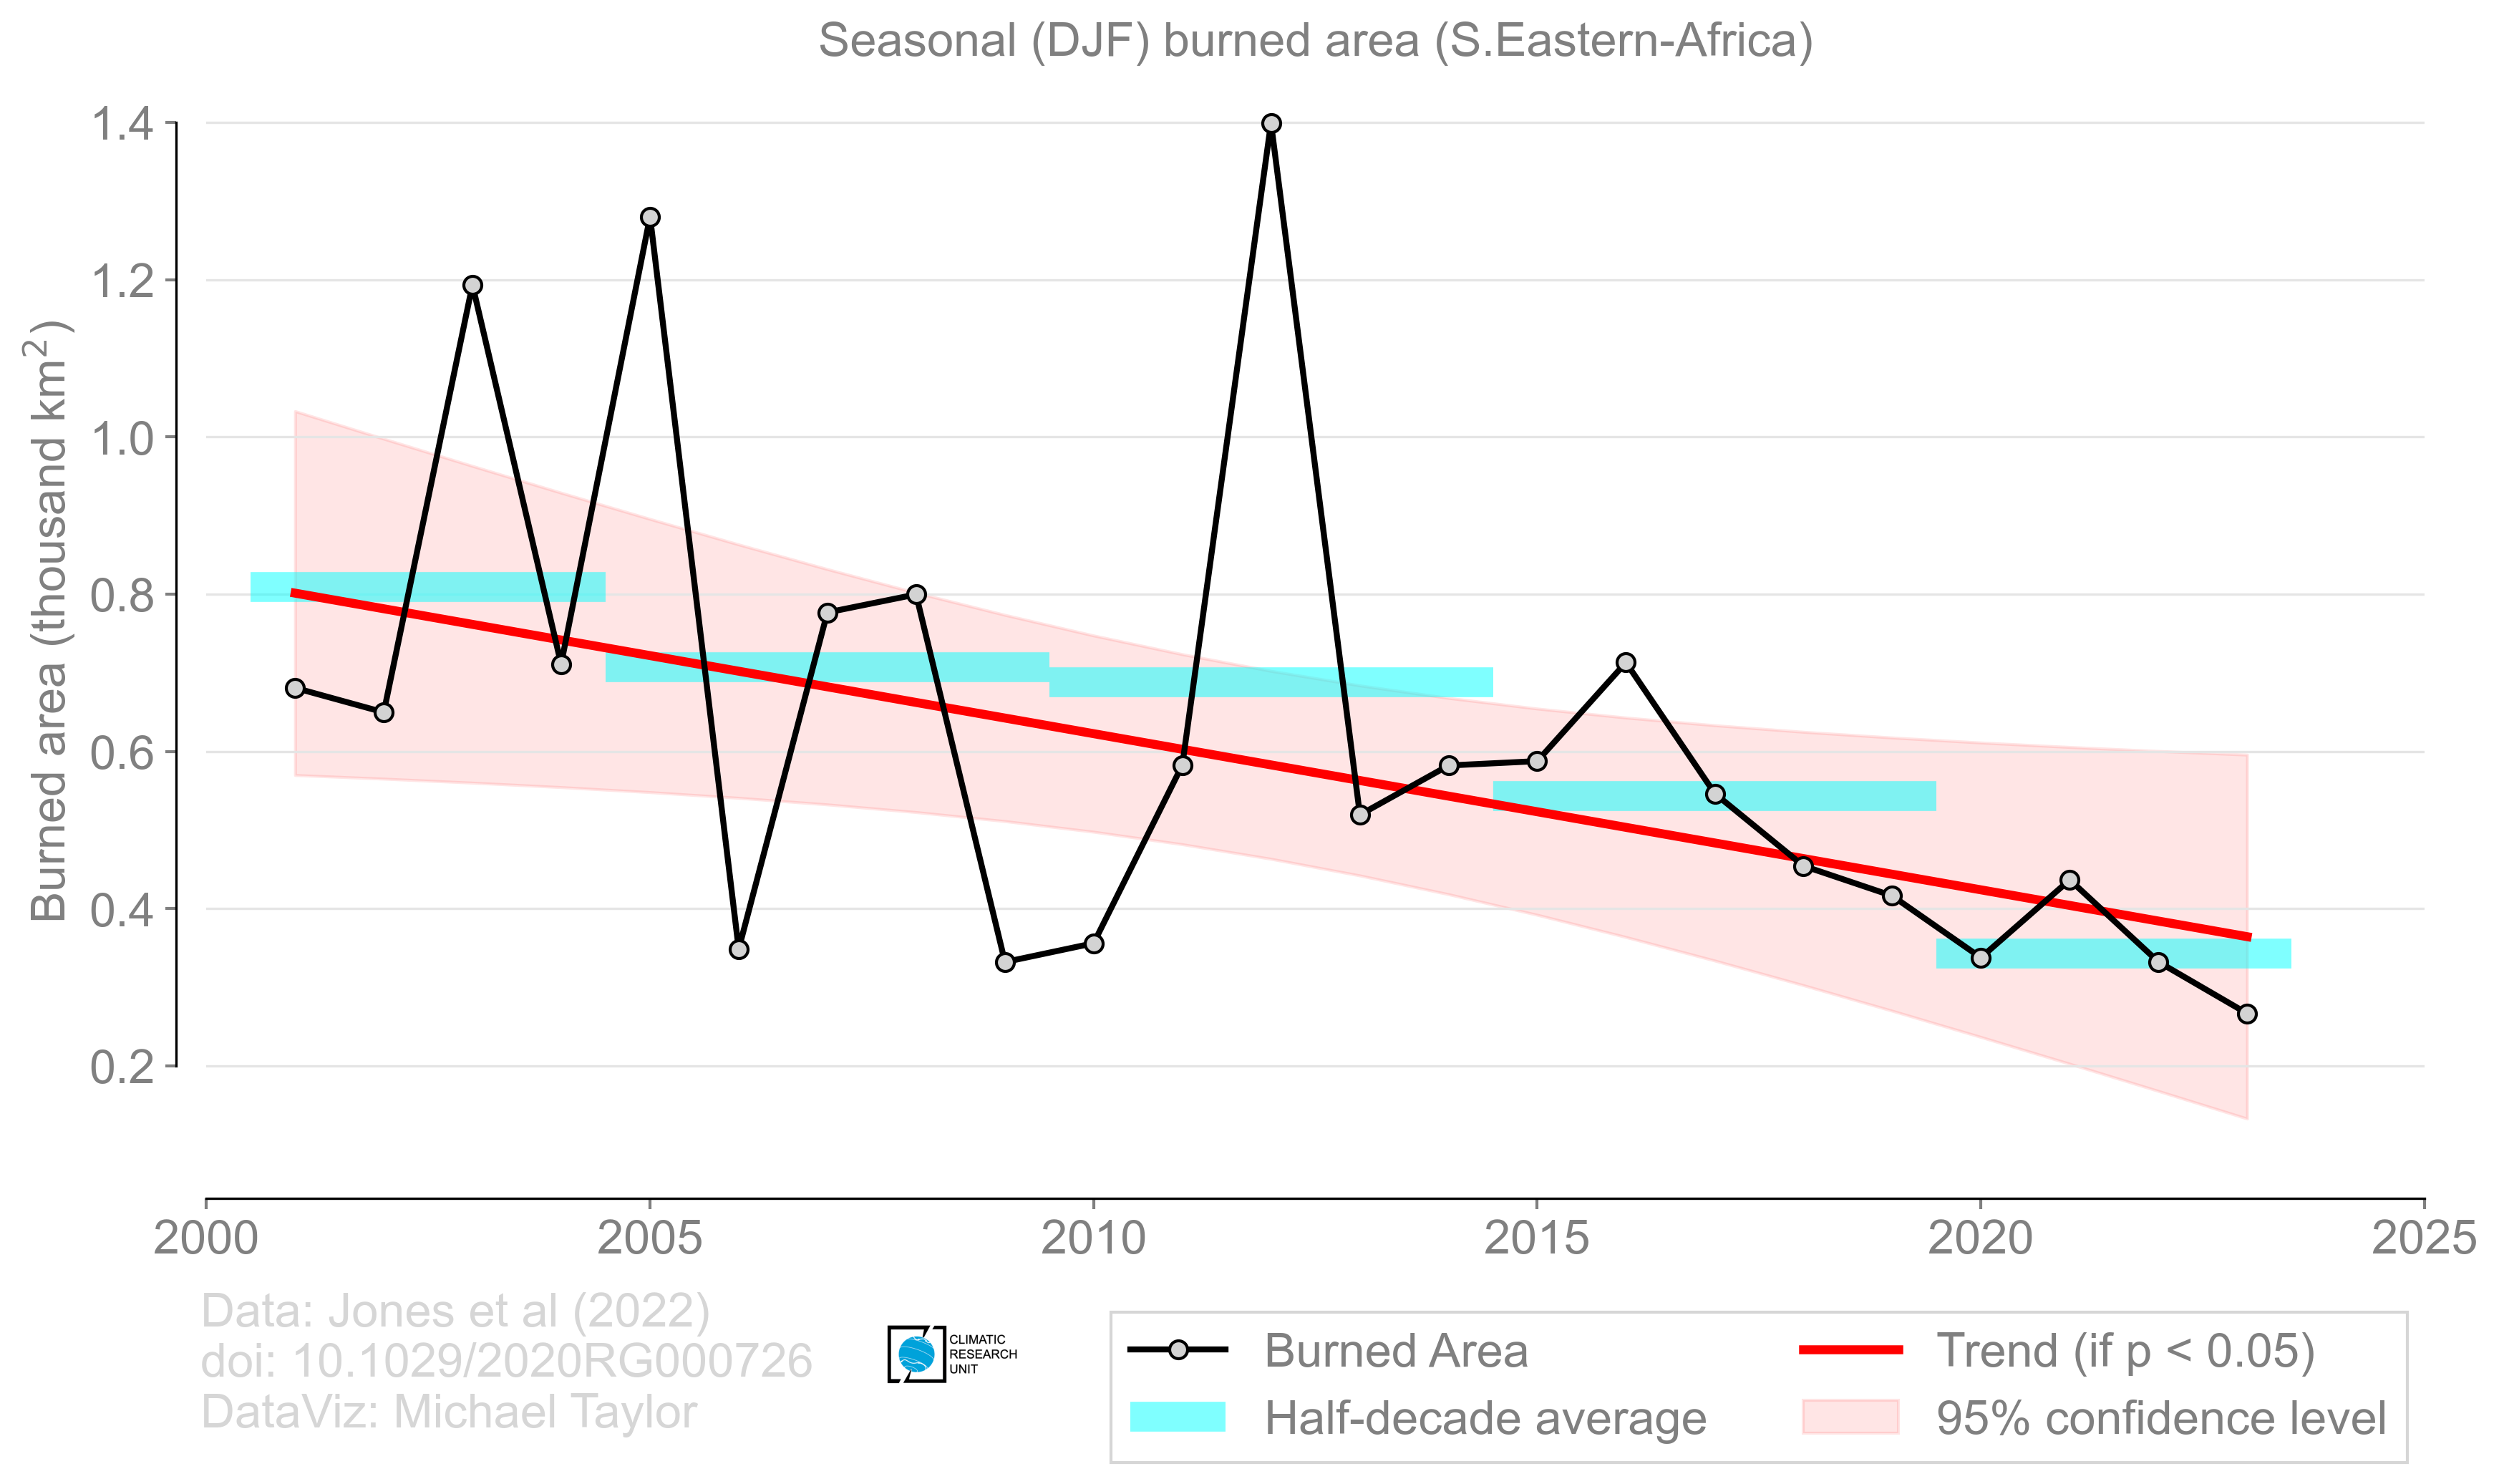 Seasonal (DJF) burned area (S.Eastern-Africa)
Burned area (thousand km²)
1.4
1.2
1.0
0.8
0.6
0.4
0.2
2000
2005
2010
2015
2020
2025
Data: Jones et al (2022)
doi: 10.1029/2020RG000726
DataViz: Michael Taylor
CLIMATIC
RESEARCH
UNIT
Burned Area
Half-decade average
Trend (if p < 0.05)
95% confidence level